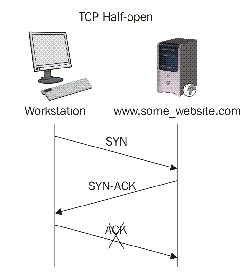 TCP Half-open
Workstation www.some_website.com
SYN
SYN-ACK
ACK